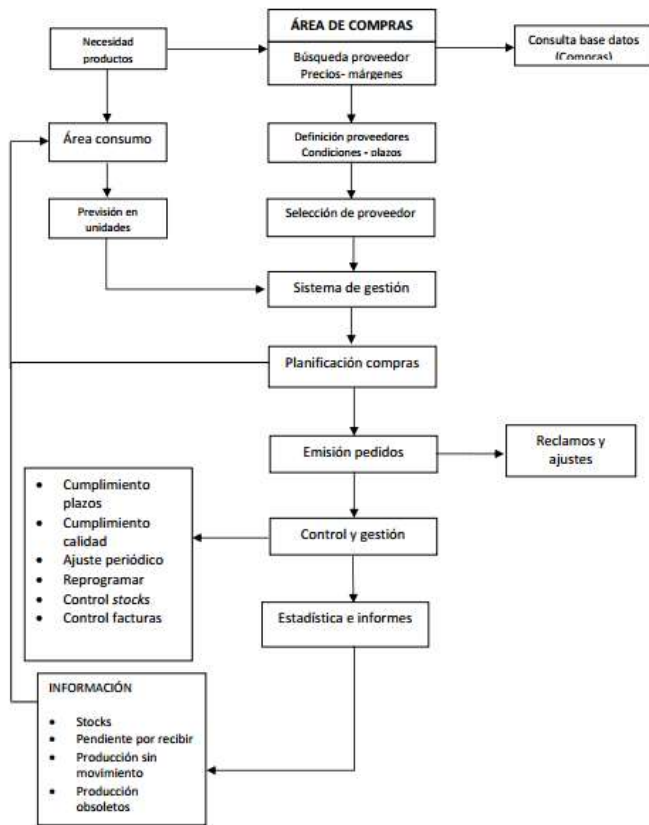 ÁREA DE COMPRAS
Necesidad
productos
Búsqueda proveedor
Precios- márgenes
Consulta base datos
(Compras)
Área consumo
Definición proveedores
Condiciones - plazos
Previsión en
unidades
Selección de proveedor
Sistema de gestión
Planificación compras
Emisión pedidos
Reclamos y
ajustes
• Cumplimiento
plazos
• Cumplimiento
calidad
• Ajuste periódico
• Reprogramar
• Control stocks
• Control facturas
Control y gestión
Estadística e informes
INFORMACIÓN
• Stocks
• Pendiente por recibir
• Producción sin
movimiento
• Producción
obsoletos